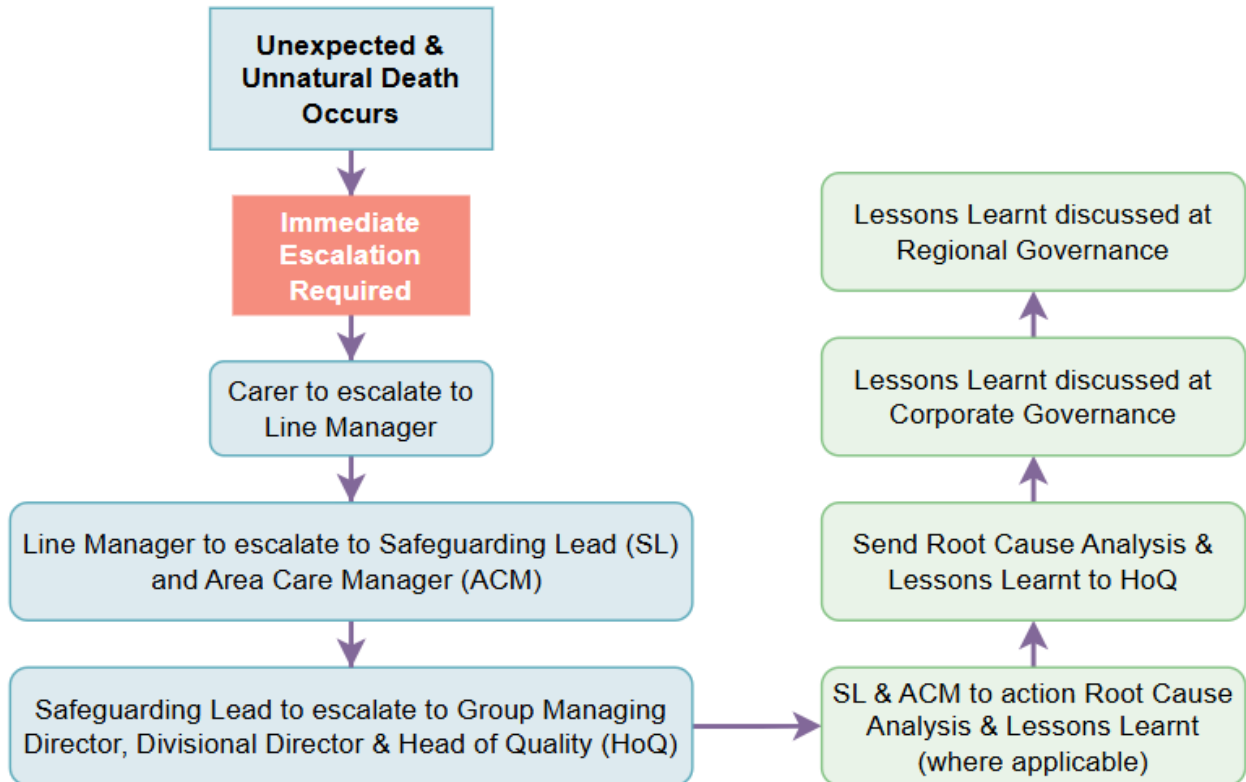 Unexpected &
Unnatural Death
Occurs
Immediate
Escalation
Required
Carer to escalate to
Line Manager
Line Manager to escalate to Safeguarding Lead (SL)
and Area Care Manager (ACM)
Safeguarding Lead to escalate to Group Managing
Director, Divisional Director & Head of Quality (HoQ)
SL & ACM to action Root Cause
Analysis & Lessons Learnt
(where applicable)
Send Root Cause Analysis &
Lessons Learnt to HoQ
Lessons Learnt discussed at
Corporate Governance
Lessons Learnt discussed at
Regional Governance